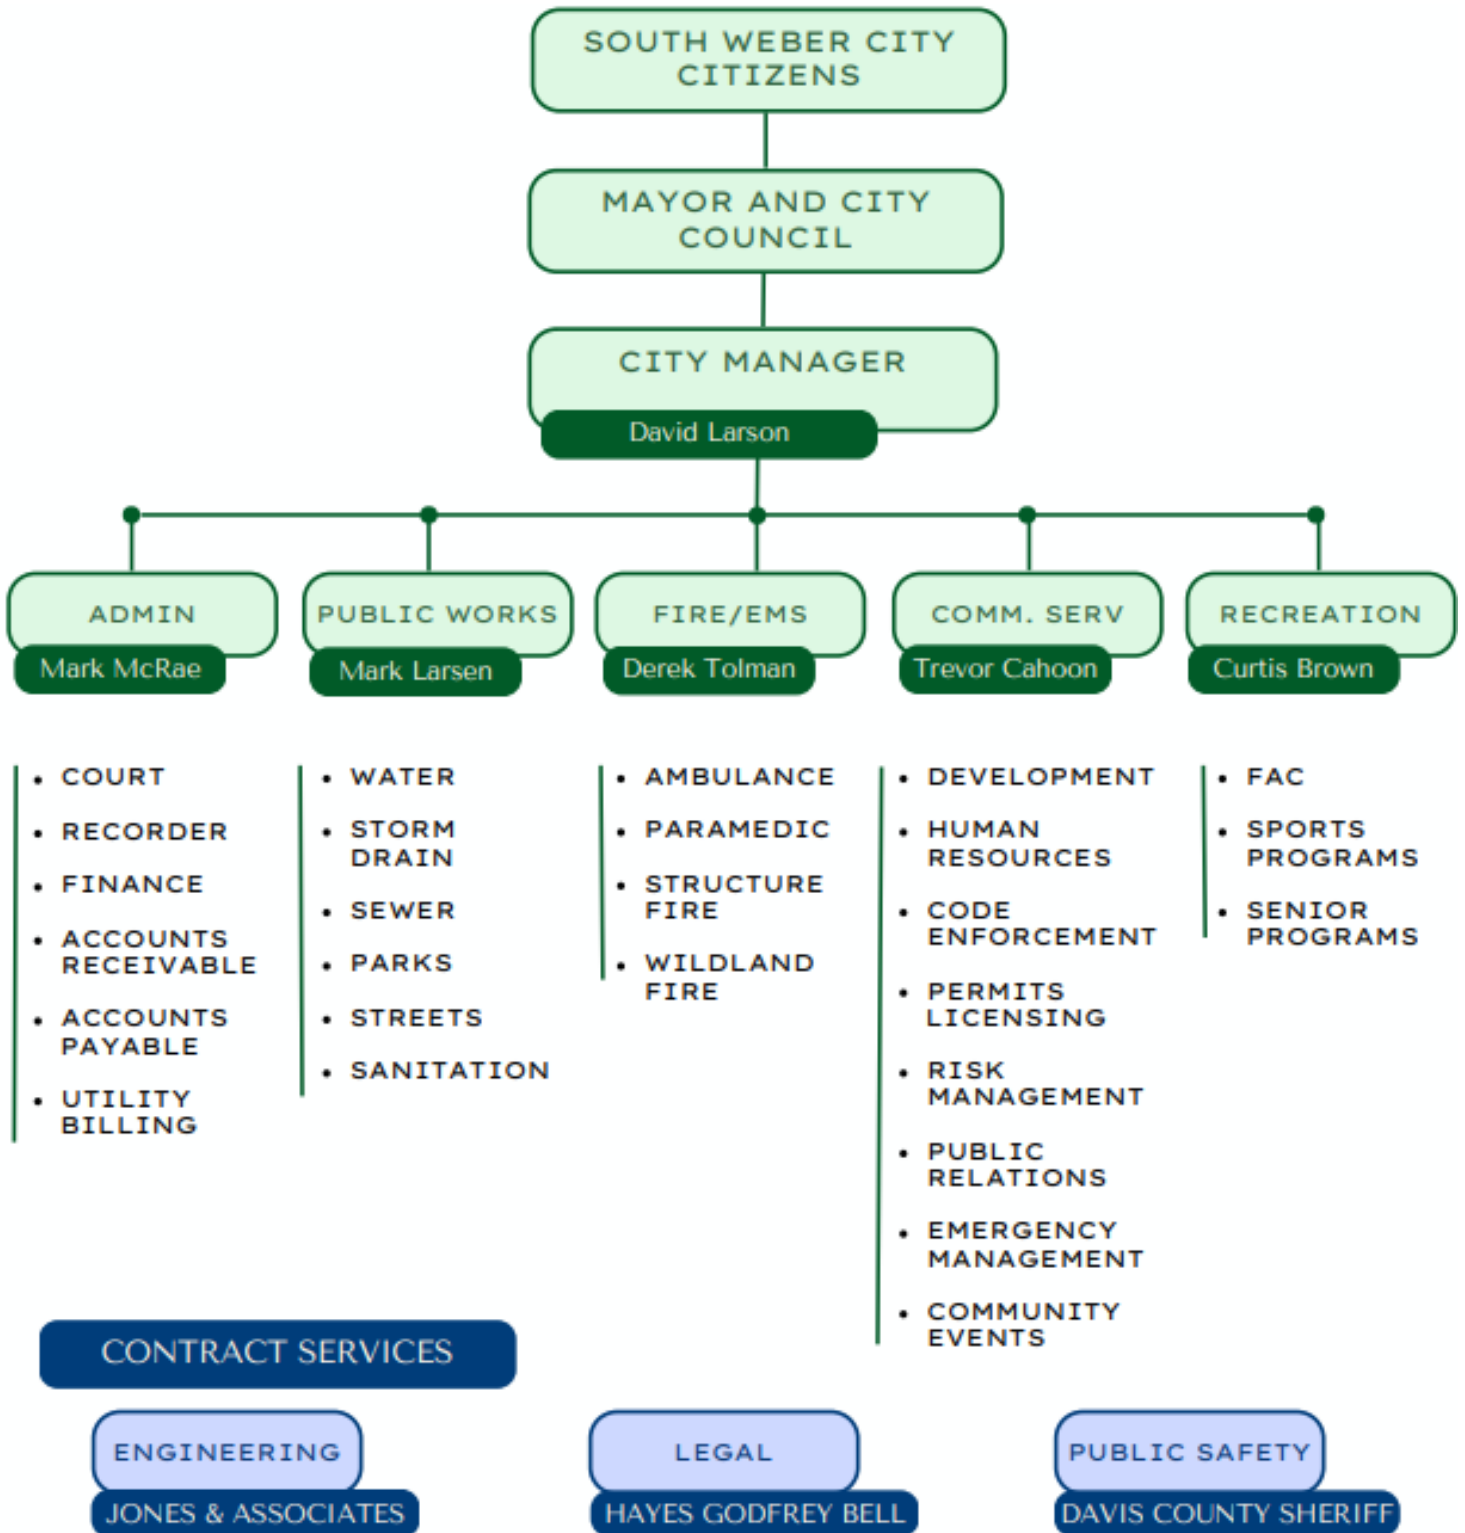 SOUTH WEBER CITY
CITIZENS
MAYOR AND CITY
COUNCIL
CITY MANAGER
David Larson
ADMIN
Mark McRae
PUBLIC WORKS
Mark Larsen
FIRE/EMS
Derek Tolman
COMM. SERV
Trevor Cahoon
RECREATION
Curtis Brown
• COURT
• RECORDER
• FINANCE
• ACCOUNTS
RECEIVABLE
• ACCOUNTS
PAYABLE
• UTILITY
BILLING
• WATER
• STORM
DRAIN
• SEWER
• PARKS
• STREETS
• SANITATION
• AMBULANCE
• PARAMEDIC
• STRUCTURE
FIRE
• WILDLAND
FIRE
• DEVELOPMENT
• HUMAN
RESOURCES
• CODE
ENFORCEMENT
• PERMITS
LICENSING
• RISK
MANAGEMENT
• PUBLIC
RELATIONS
• EMERGENCY
MANAGEMENT
• COMMUNITY
EVENTS
• FAC
• SPORTS
PROGRAMS
• SENIOR
PROGRAMS
CONTRACT SERVICES
ENGINEERING
JONES & ASSOCIATES
LEGAL
HAYES GODFREY BELL
PUBLIC SAFETY
DAVIS COUNTY SHERIFF